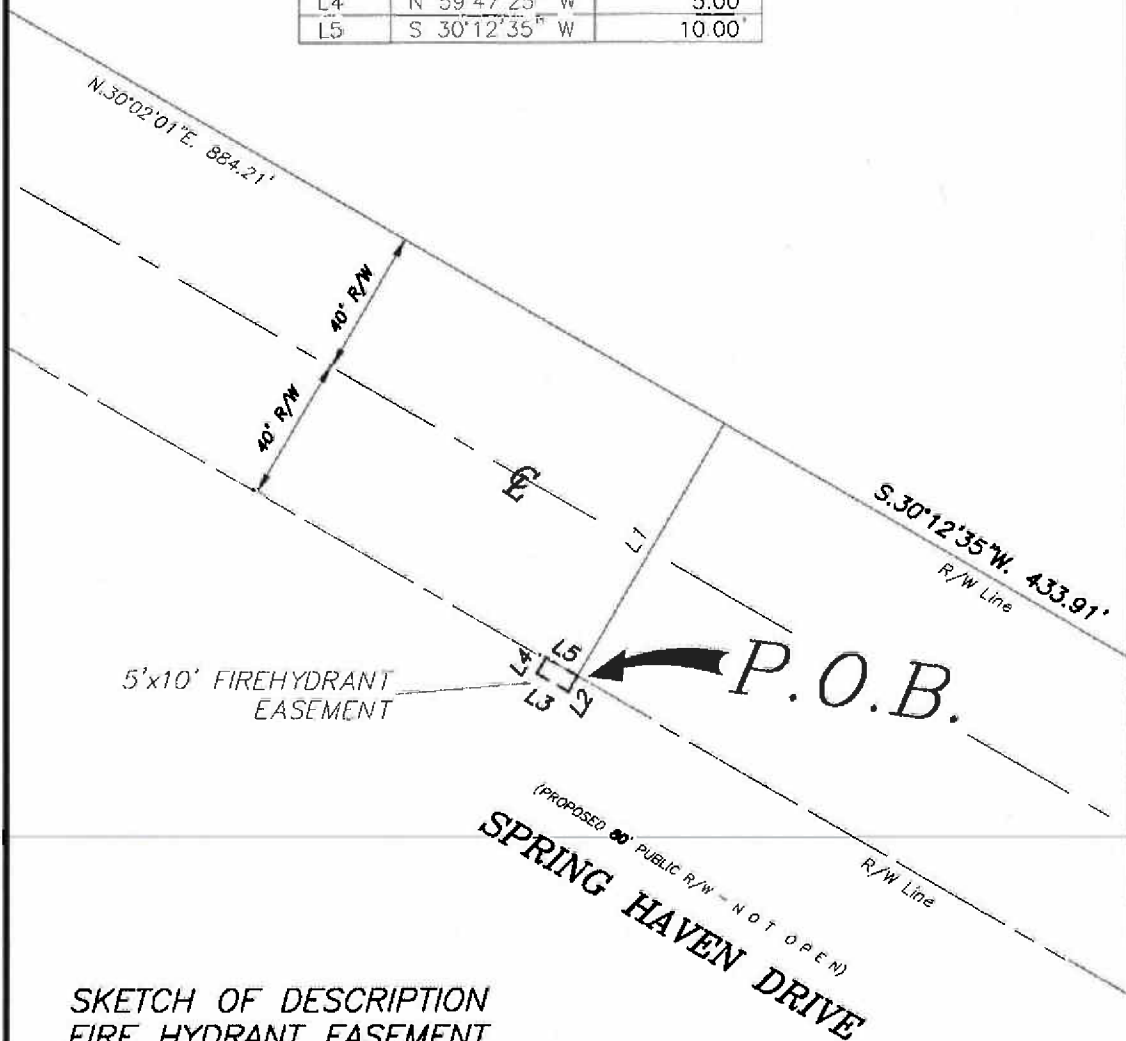 L4 N 59°47'25" W 5.00'
L5 S 30°12'35" W 10.00'
N.30°02'01"E. 884.21'
40' R/W
40' R/W
℄
L1
S.30°12'35"W. 433.91'
R/W Line
L5
L4
L3
L2
P.O.B.
5'x10' FIREHYDRANT
EASEMENT
(PROPOSED 80' PUBLIC R/W - NOT OPEN)
SPRING HAVEN DRIVE
R/W Line
SKETCH OF DESCRIPTION
FIRE HYDRANT EASEMENT